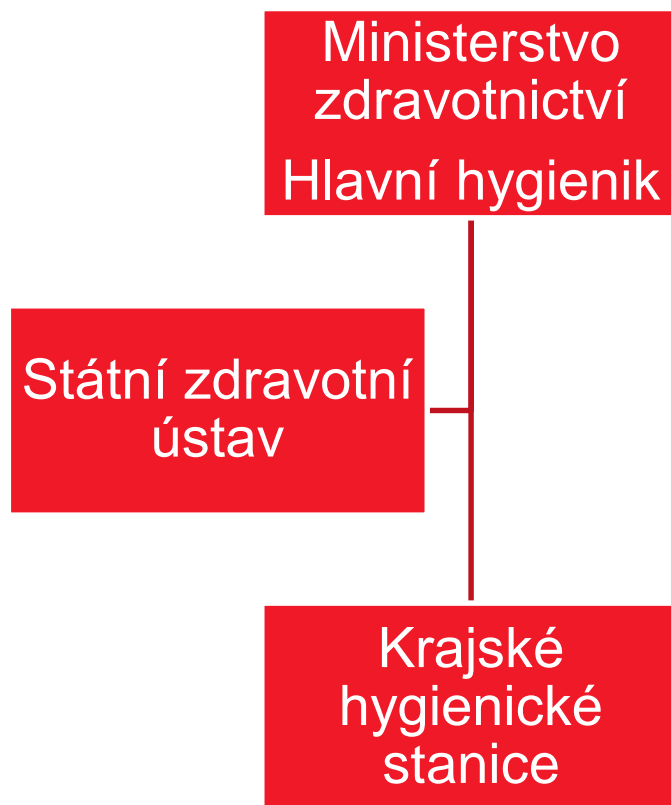 Ministerstvo
zdravotnictví
Hlavní hygienik
Státní zdravotní
ústav
Krajské
hygienické
stanice